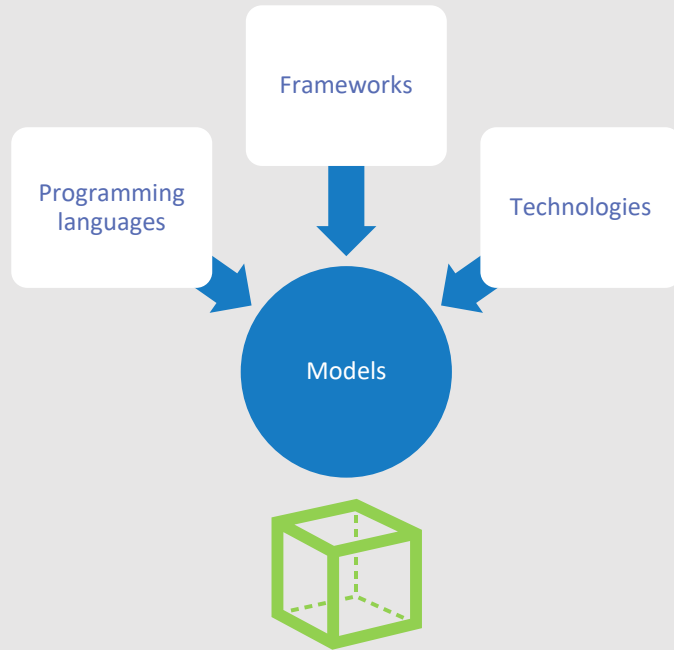 Frameworks
Programming
languages
Technologies
Models